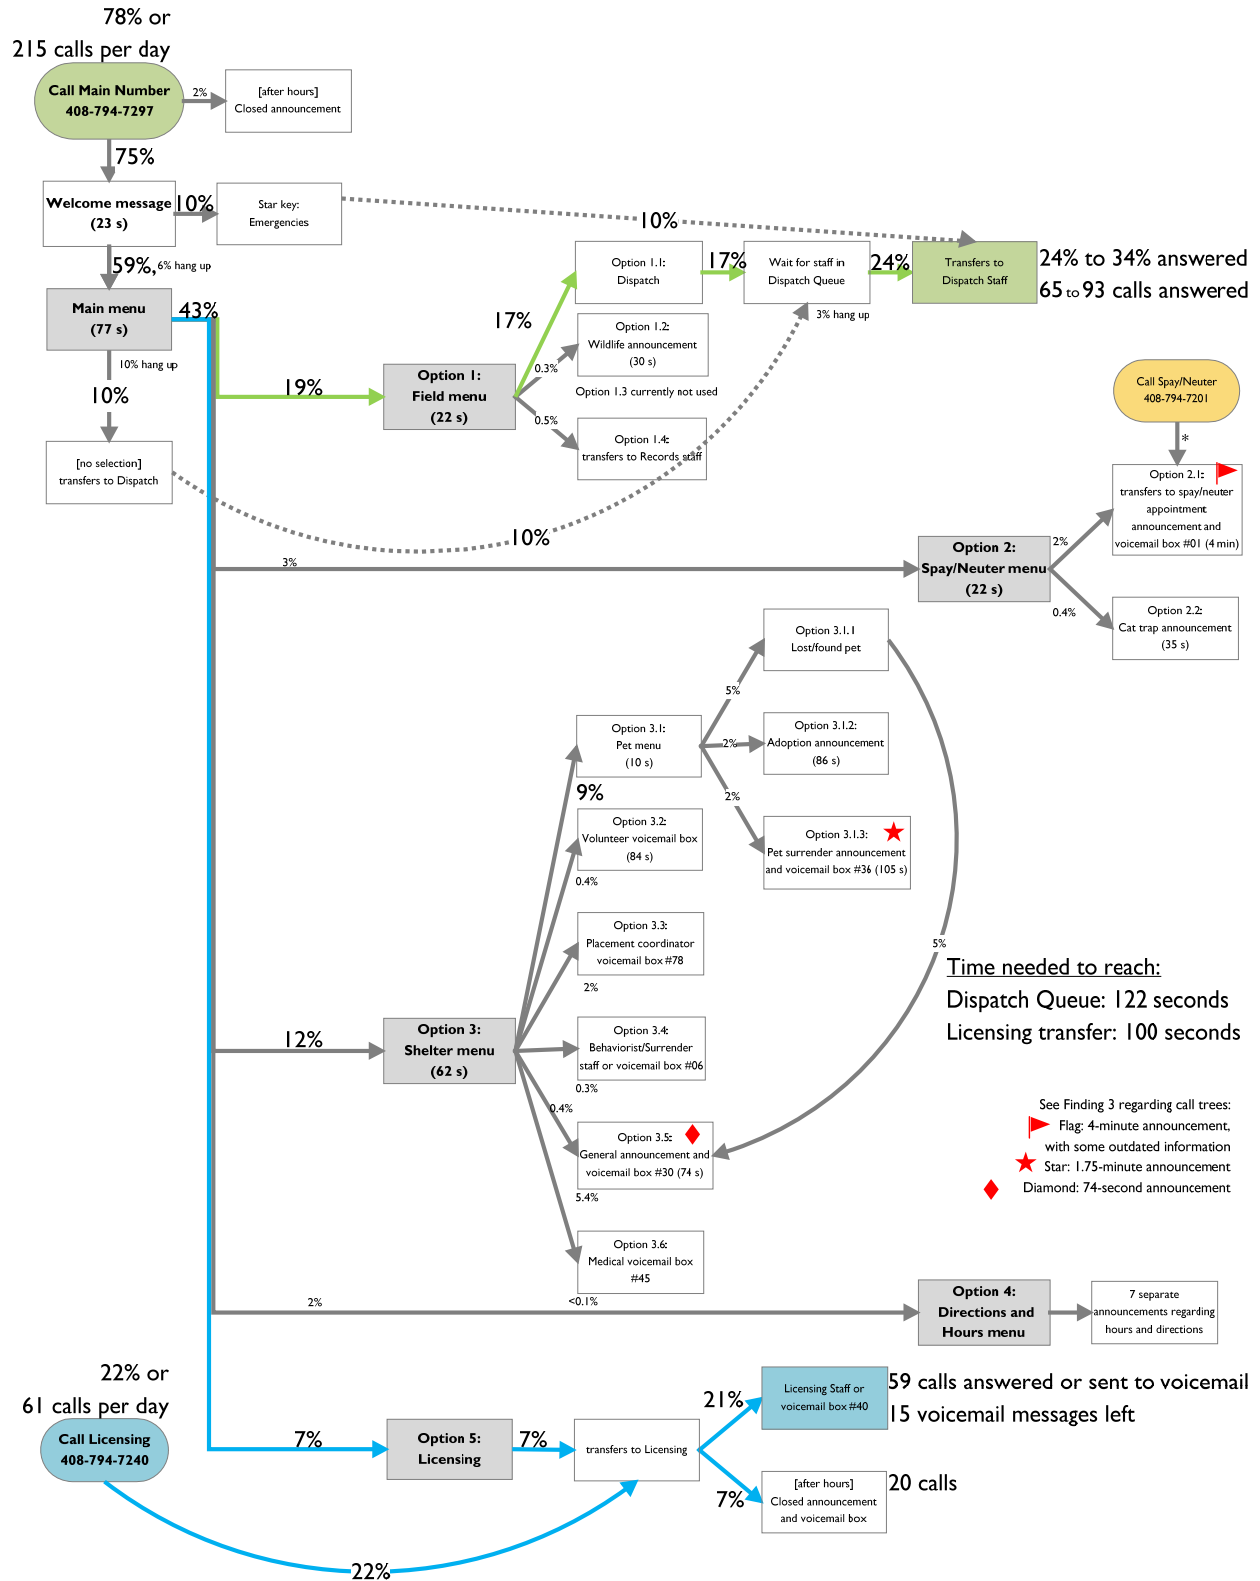 78% or
215 calls per day
Call Main Number
408-794-7297
2%
[after hours]
Closed announcement
75%
Welcome message
(23 s)
10%
Star key:
Emergencies
10%
59%, 6% hang up
Main menu
(77 s)
43%
10% hang up
10%
[no selection]
transfers to Dispatch
10%
19%
Option 1:
Field menu
(22 s)
17%
Option 1.1:
Dispatch
17%
Wait for staff in
Dispatch Queue
3% hang up
24%
Transfers to
Dispatch Staff
24% to 34% answered
65 to 93 calls answered
0.3%
Option 1.2:
Wildlife announcement
(30 s)
Option 1.3 currently not used
0.5%
Option 1.4:
transfers to Records staff
Call Spay/Neuter
408-794-7201
*
Option 2.1:
transfers to spay/neuter
appointment
announcement and
voicemail box #01 (4 min)
3%
Option 2:
Spay/Neuter menu
(22 s)
2%
0.4%
Option 2.2:
Cat trap announcement
(35 s)
12%
Option 3:
Shelter menu
(62 s)
Option 3.1:
Pet menu
(10 s)
9%
5%
Option 3.1.1
Lost/found pet
2%
Option 3.1.2:
Adoption announcement
(86 s)
2%
Option 3.1.3:
Pet surrender announcement
and voicemail box #36 (105 s)
5%
Option 3.2:
Volunteer voicemail box
(84 s)
0.4%
Option 3.3:
Placement coordinator
voicemail box #78
2%
Option 3.4:
Behaviorist/Surrender
staff or voicemail box #06
0.3%
0.4%
Option 3.5:
General announcement and
voicemail box #30 (74 s)
5.4%
Option 3.6:
Medical voicemail box
#45
<0.1%
Time needed to reach:
Dispatch Queue: 122 seconds
Licensing transfer: 100 seconds
See Finding 3 regarding call trees:
Flag: 4-minute announcement,
with some outdated information
Star: 1.75-minute announcement
Diamond: 74-second announcement
2%
Option 4:
Directions and
Hours menu
7 separate
announcements regarding
hours and directions
22% or
61 calls per day
Call Licensing
408-794-7240
7%
Option 5:
Licensing
7%
transfers to Licensing
22%
21%
Licensing Staff or
voicemail box #40
59 calls answered or sent to voicemail
15 voicemail messages left
7%
[after hours]
Closed announcement
and voicemail box
20 calls